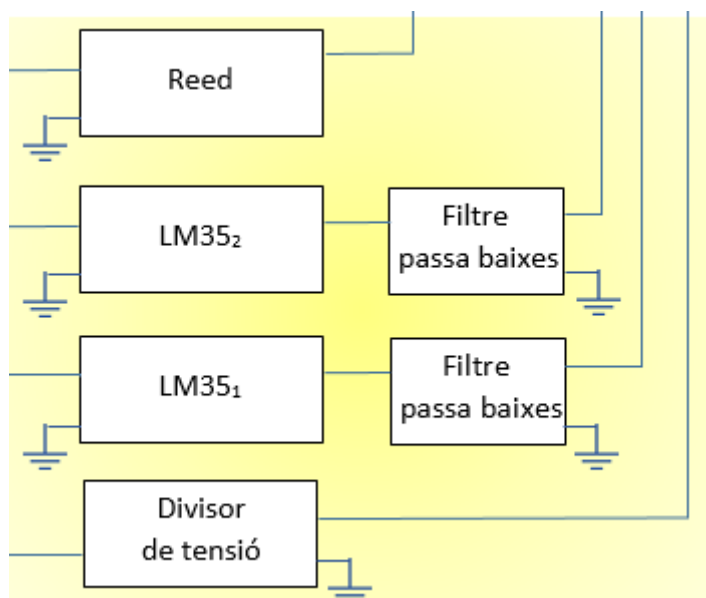 Reed
LM35₂
Filtre
passa baixes
LM35₁
Filtre
passa baixes
Divisor
de tensió